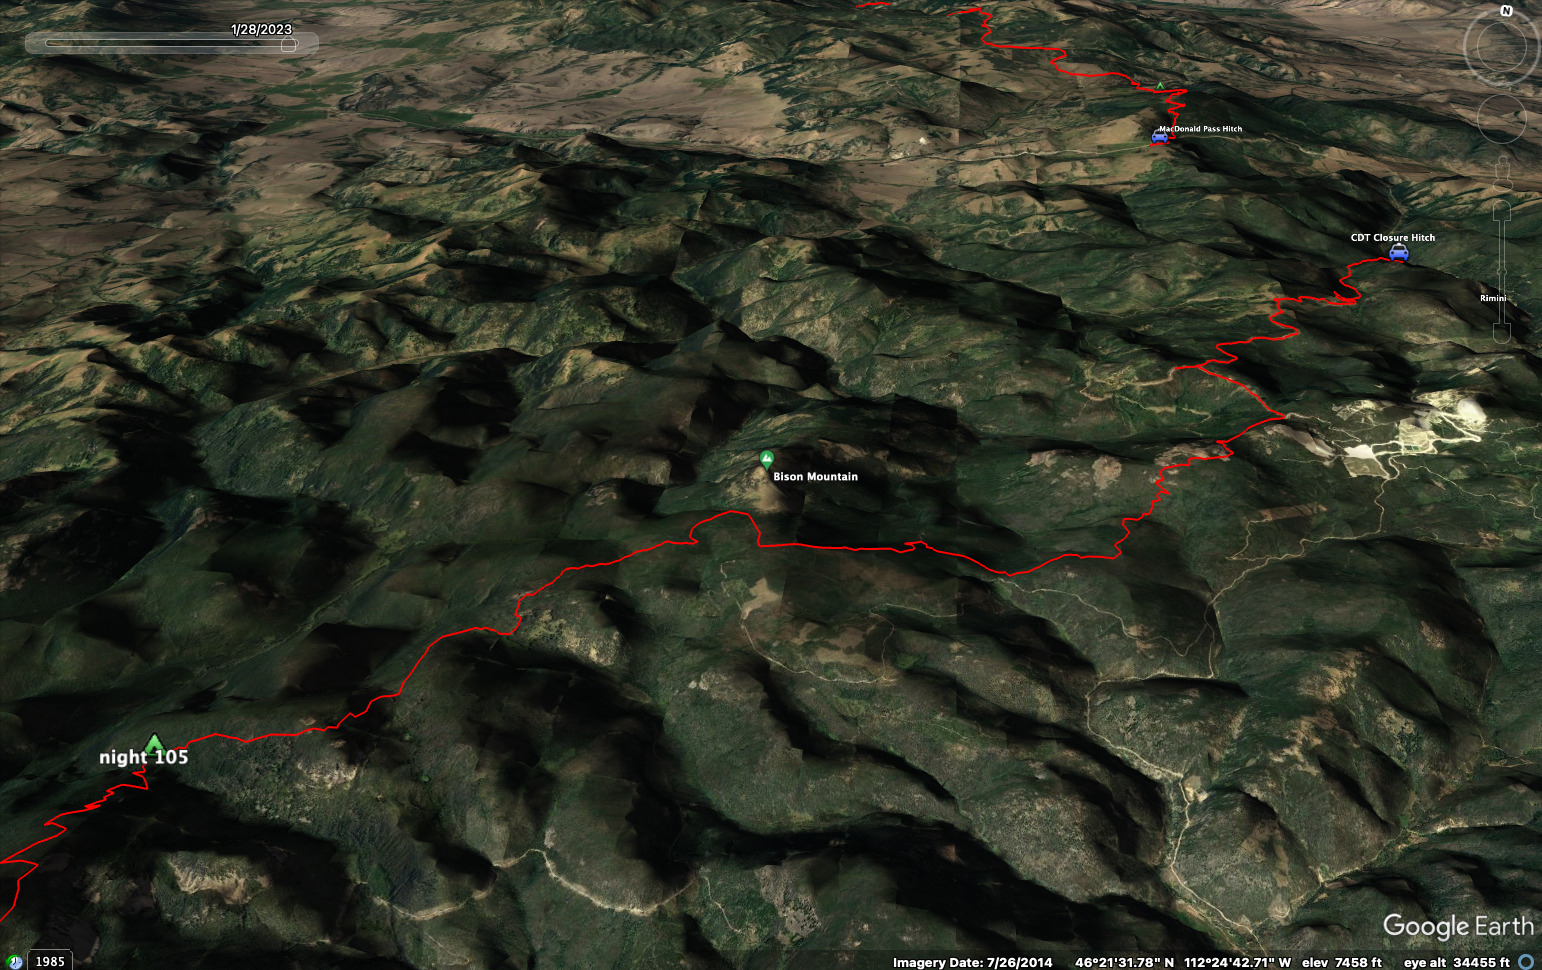 1/28/2023
N
MacDonald Pass Hitch
CDT Closure Hitch
Rimini
Bison Mountain
night 105
Google Earth
1985
Imagery Date: 7/26/2014 46°21'31.78" N 112°24'42.71" W elev 7458 ft eye alt 34455 ft